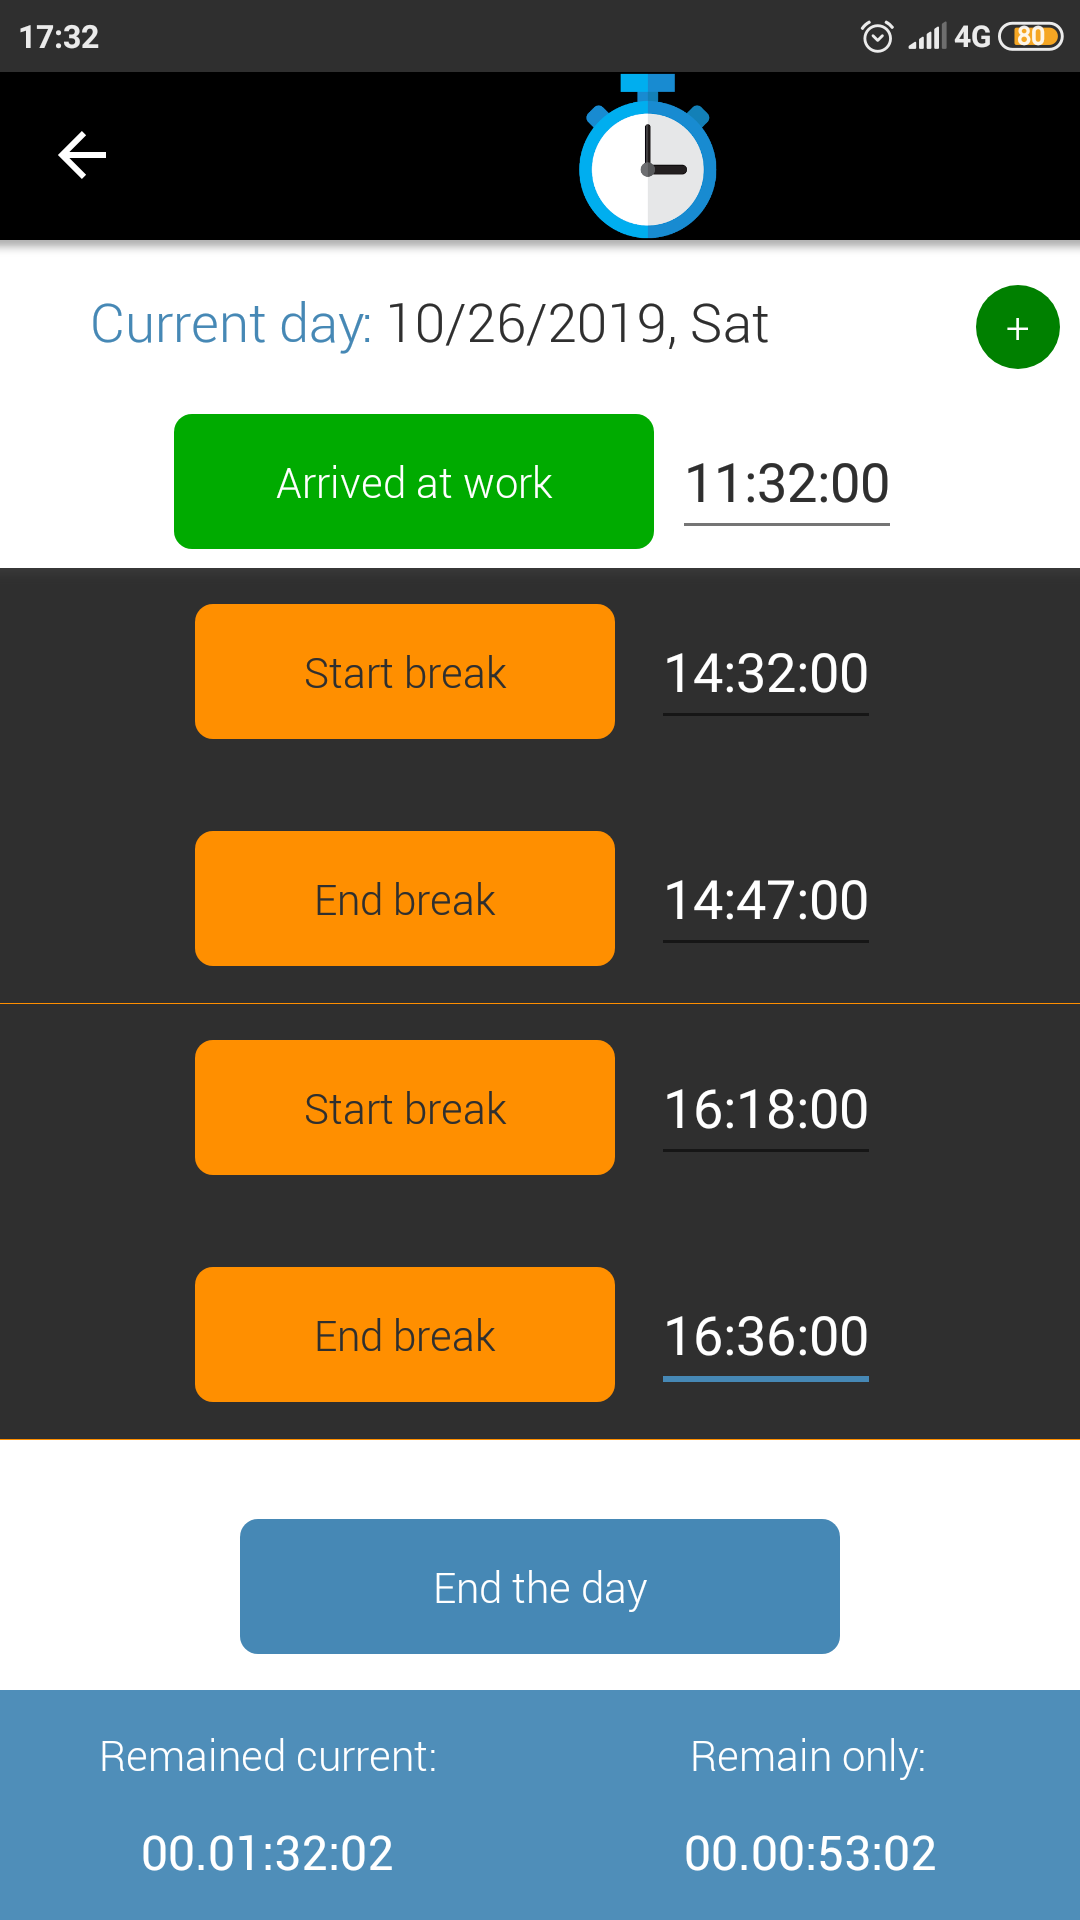 17:32
4G 80
Current day: 10/26/2019, Sat
+
Arrived at work 11:32:00
Start break 14:32:00
End break 14:47:00
Start break 16:18:00
End break 16:36:00
End the day
Remained current: Remain only:
00.01:32:02 00.00:53:02